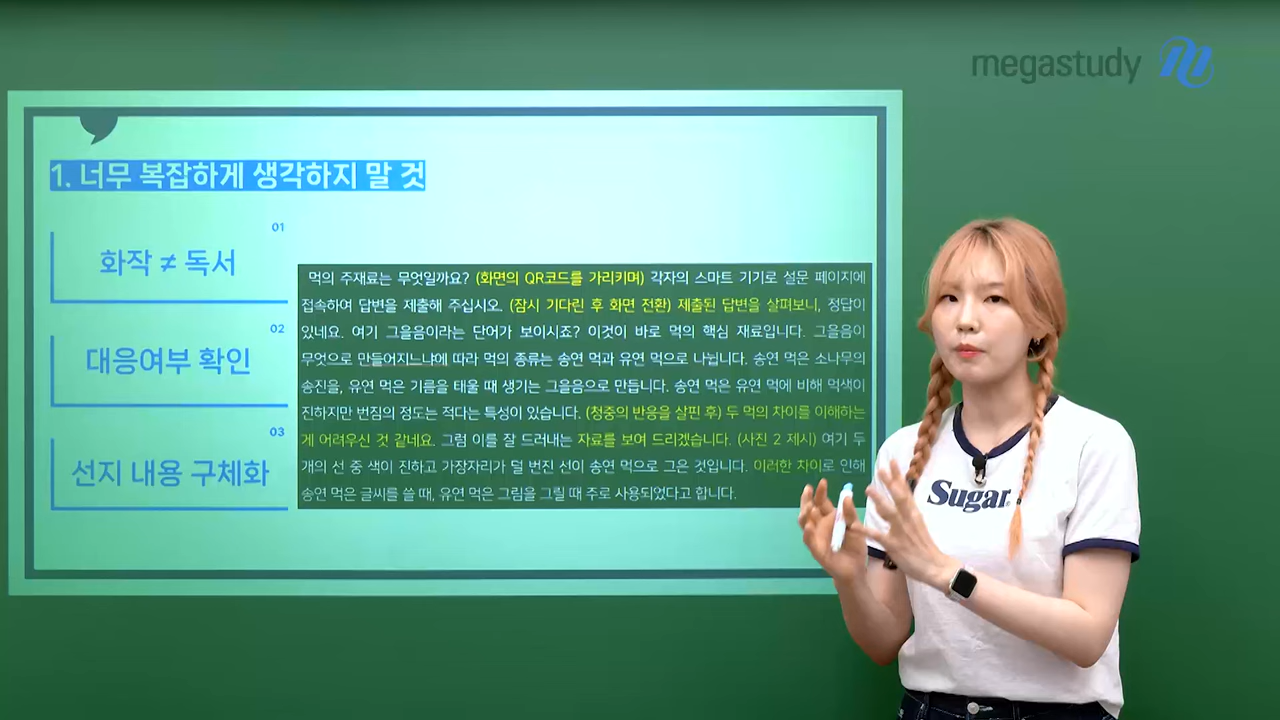 megastudy
1. 너무 복잡하게 생각하지 말 것
01
화작 ≠ 독서
02
대응여부 확인
03
선지 내용 구체화
먹의 주재료는 무엇일까요? (화면의 QR코드를 가리키며) 각자의 스마트 기기로 설문 페이지에
접속하여 답변을 제출해 주십시오. (잠시 기다린 후 화면 전환) 제출된 답변을 살펴보니, 정답이
있네요. 여기 그을음이라는 단어가 보이시죠? 이것이 바로 먹의 핵심 재료입니다. 그을음이
무엇으로 만들어지느냐에 따라 먹의 종류는 송연 먹과 유연 먹으로 나뉩니다. 송연 먹은 소나무의
송진을, 유연 먹은 기름을 태울 때 생기는 그을음으로 만듭니다. 송연 먹은 유연 먹에 비해 먹색이
진하지만 번짐의 정도는 적다는 특성이 있습니다. (청중의 반응을 살핀 후) 두 먹의 차이를 이해하는
게 어려우신 것 같네요. 그럼 이를 잘 드러내는 자료를 보여 드리겠습니다. (사진 2 제시) 여기 두
개의 선 중 색이 진하고 가장자리가 덜 번진 선이 송연 먹으로 그은 것입니다. 이러한 차이로 인해
송연 먹은 글씨를 쓸 때, 유연 먹은 그림을 그릴 때 주로 사용되었다고 합니다.
Sugar.